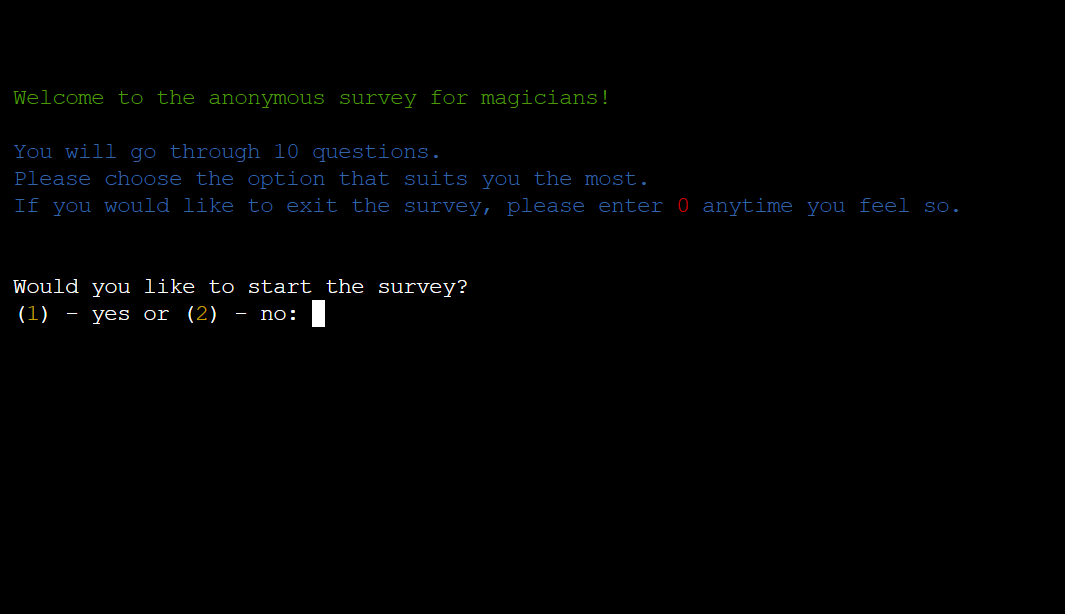 Welcome to the anonymous survey for magicians!
You will go through 10 questions.
Please choose the option that suits you the most.
If you would like to exit the survey, please enter 0 anytime you feel so.
Would you like to start the survey?
(1) - yes or (2) - no: